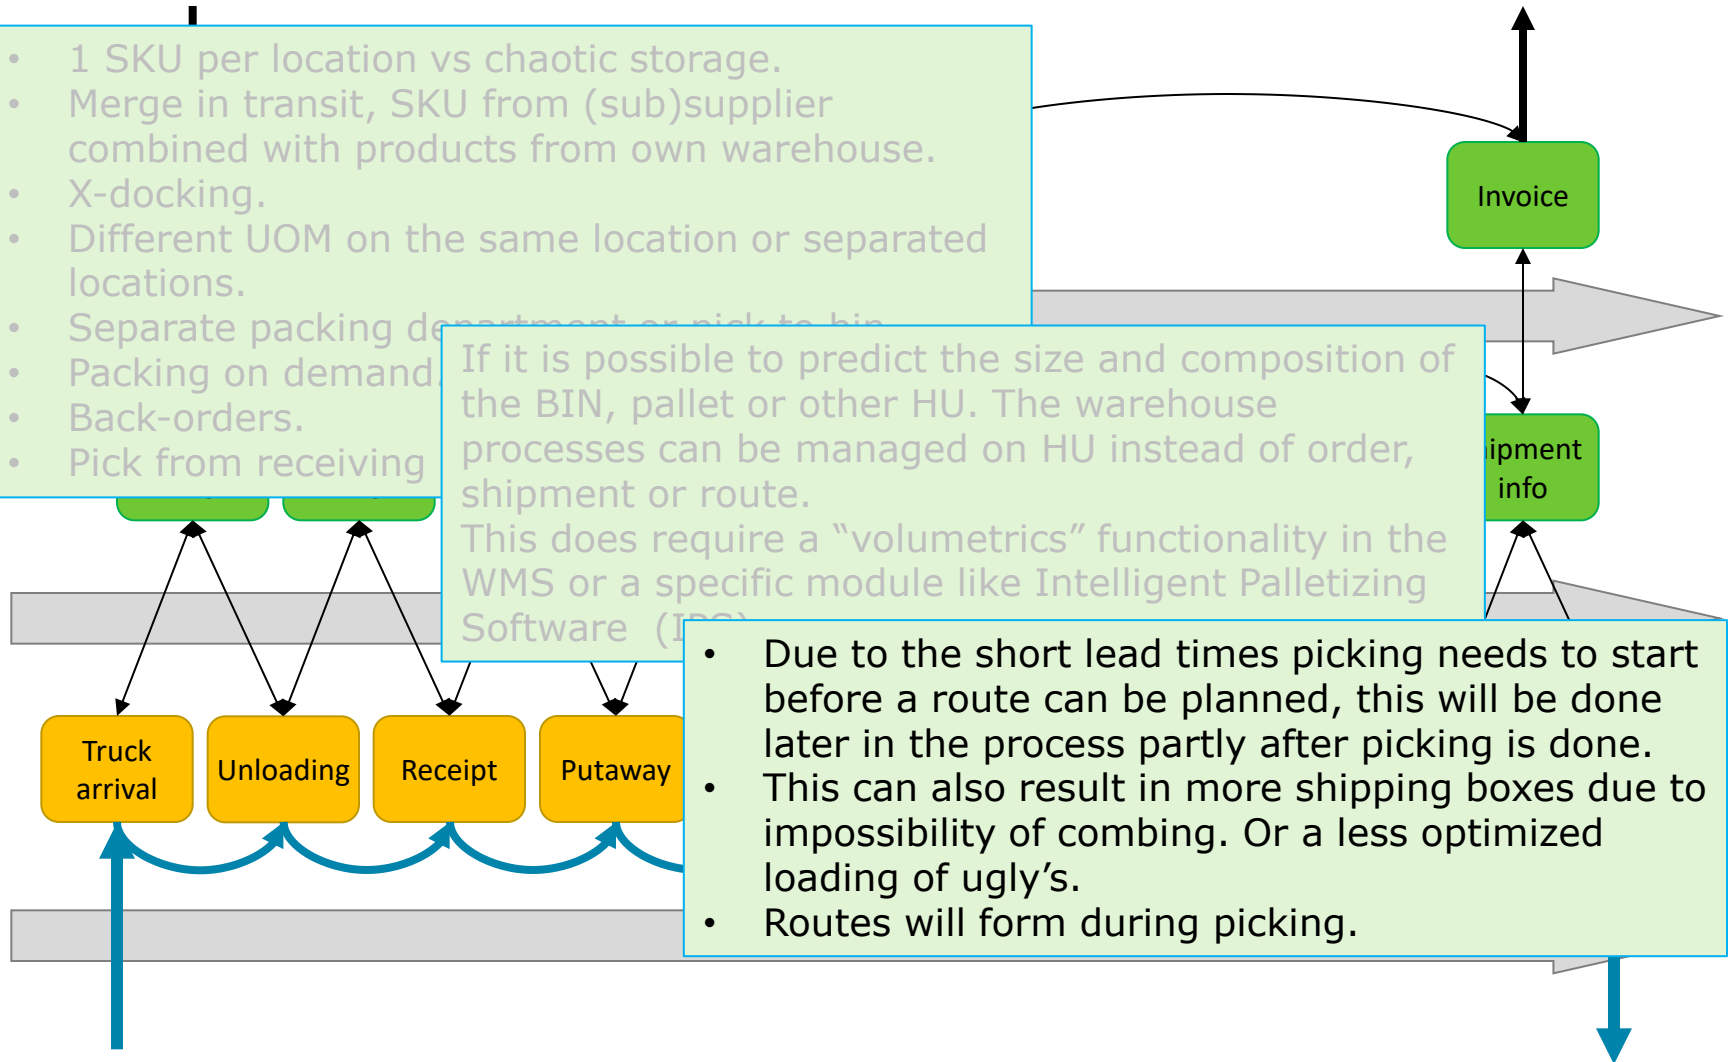 • 1 SKU per location vs chaotic storage.
• Merge in transit, SKU from (sub)supplier
combined with products from own warehouse.
• X-docking.
• Different UOM on the same location or separated
locations.
• Separate packing department or pick to bin
• Packing on demand.
• Back-orders.
• Pick from receiving
If it is possible to predict the size and composition of
the BIN, pallet or other HU. The warehouse
processes can be managed on HU instead of order,
shipment or route.
This does require a “volumetrics” functionality in the
WMS or a specific module like Intelligent Palletizing
Software (IPS)
• Due to the short lead times picking needs to start
before a route can be planned, this will be done
later in the process partly after picking is done.
• This can also result in more shipping boxes due to
impossibility of combing. Or a less optimized
loading of ugly’s.
• Routes will form during picking.
Invoice
info
Truck
arrival
Unloading
Receipt
Putaway